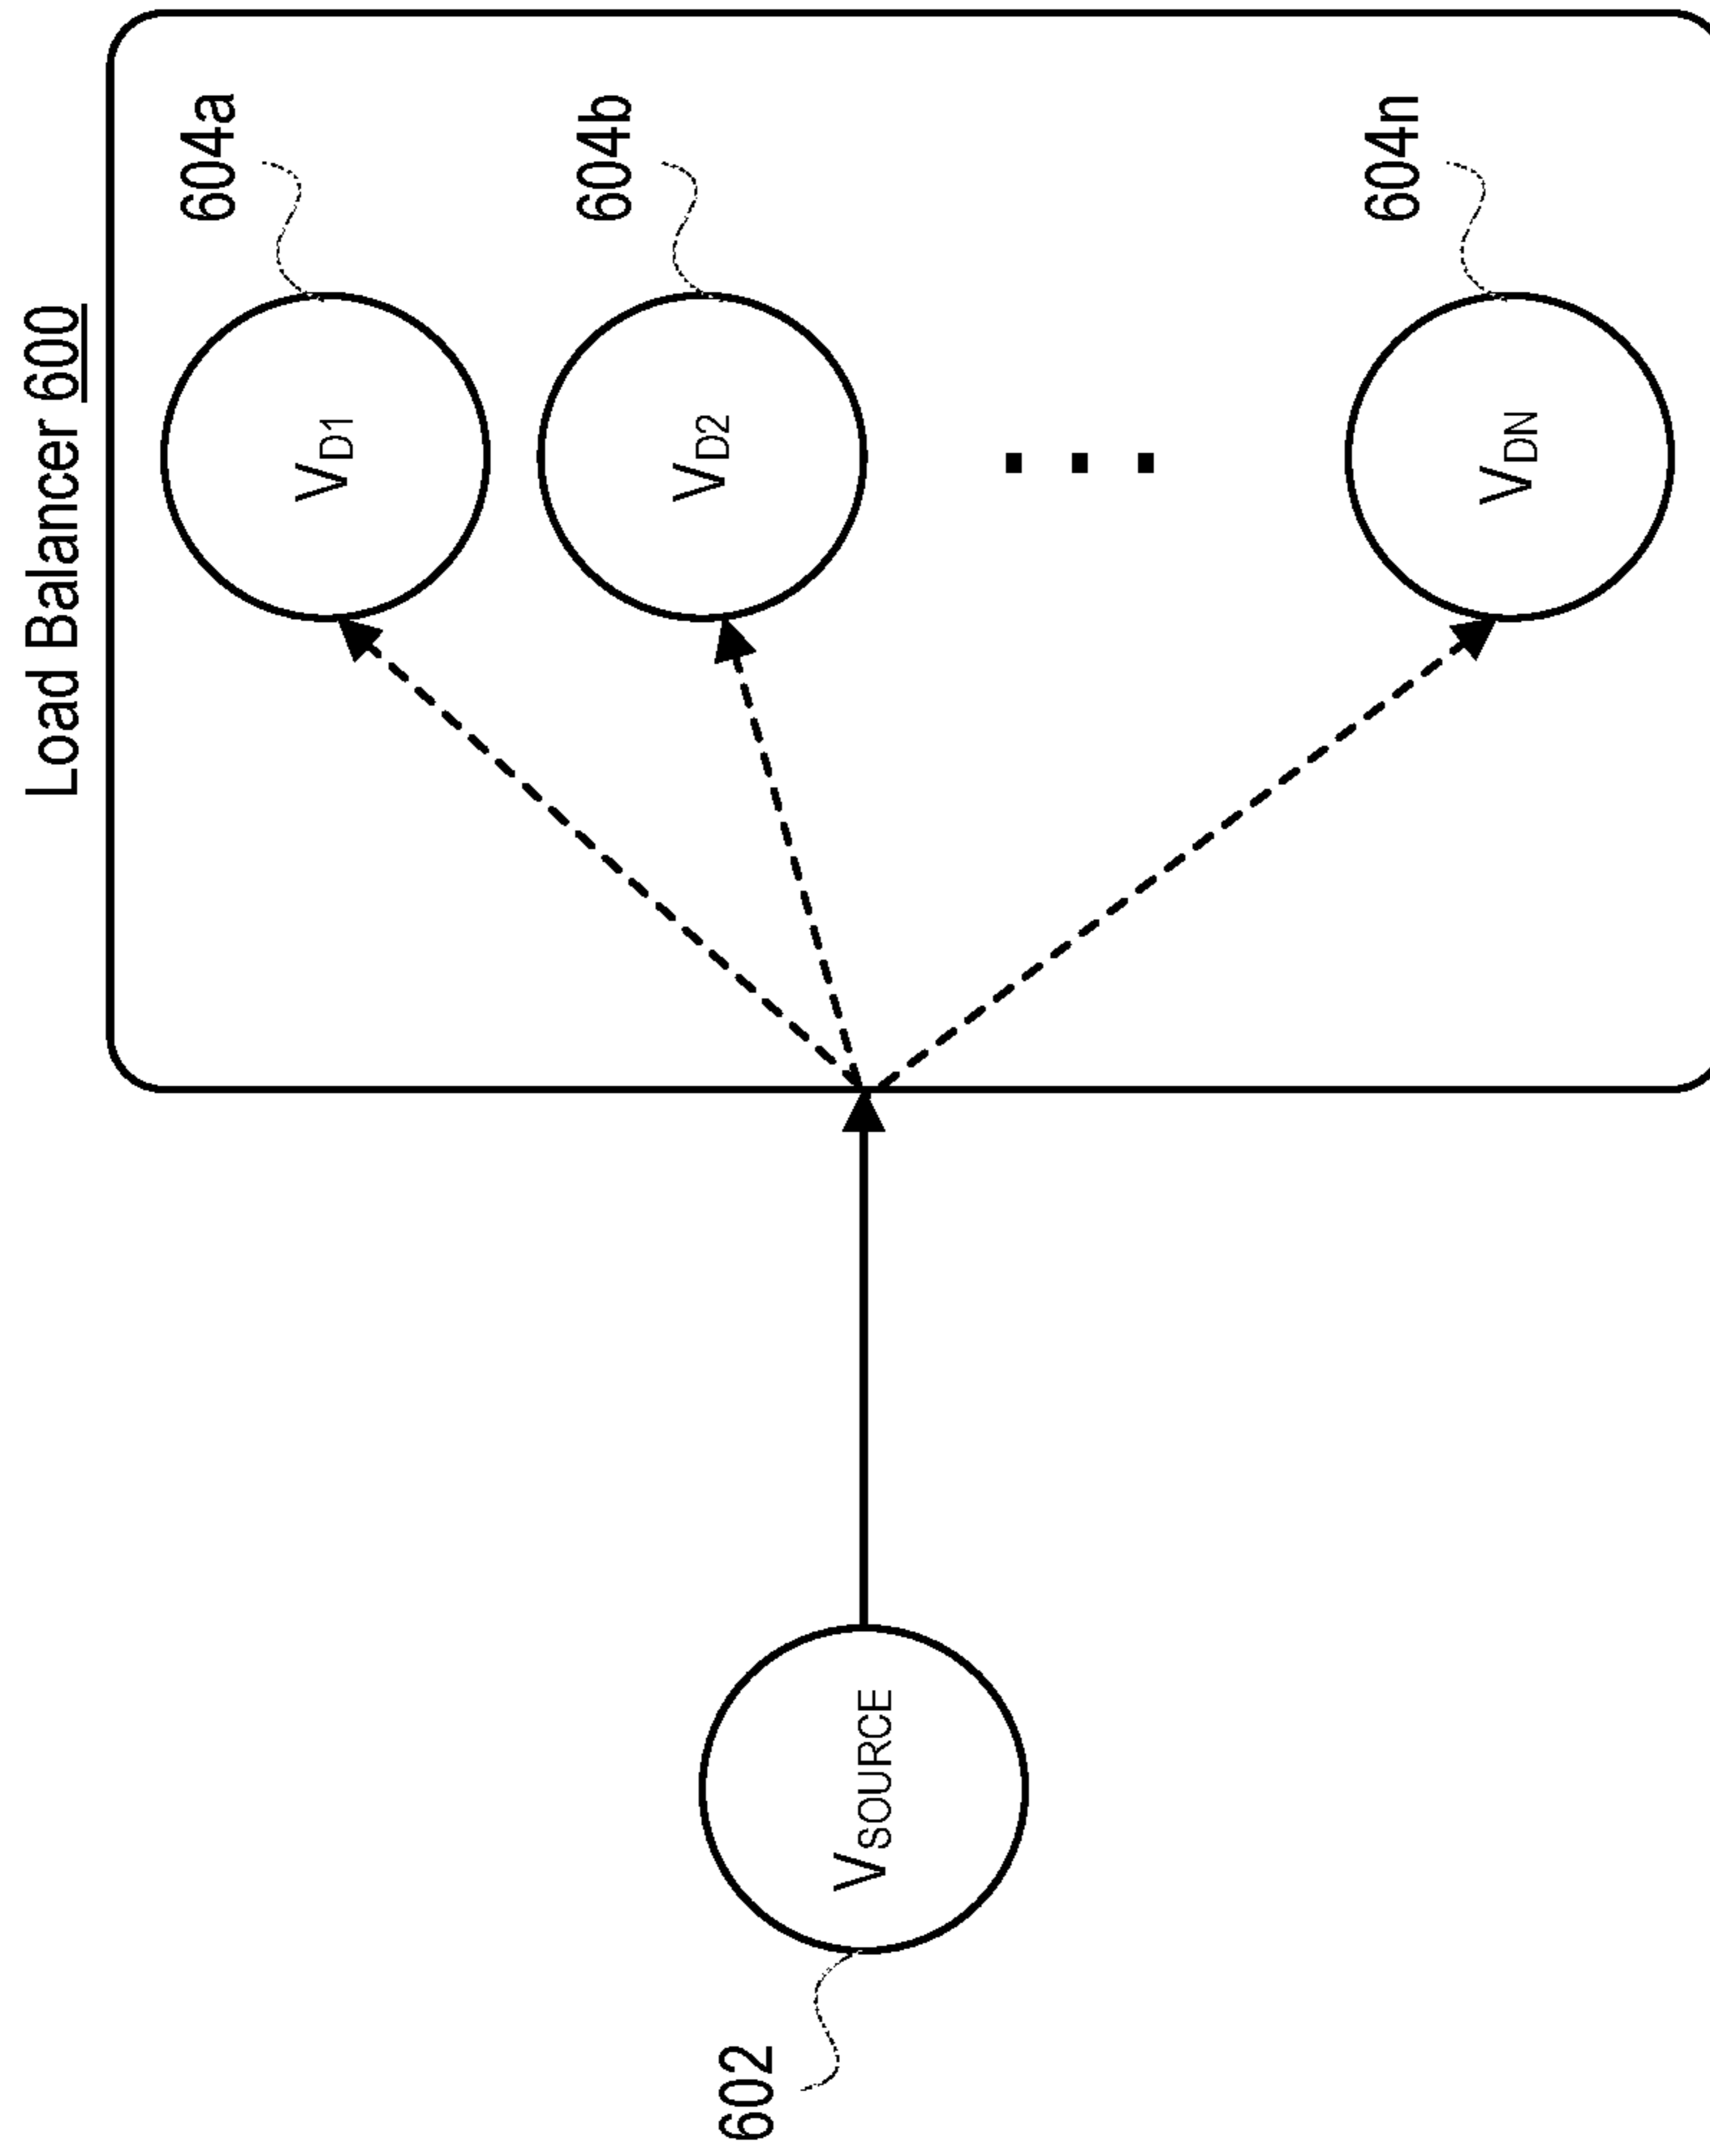 Load Balancer 600
604a
VD1
604b
VD2
604n
VDN
VSOURCE
602